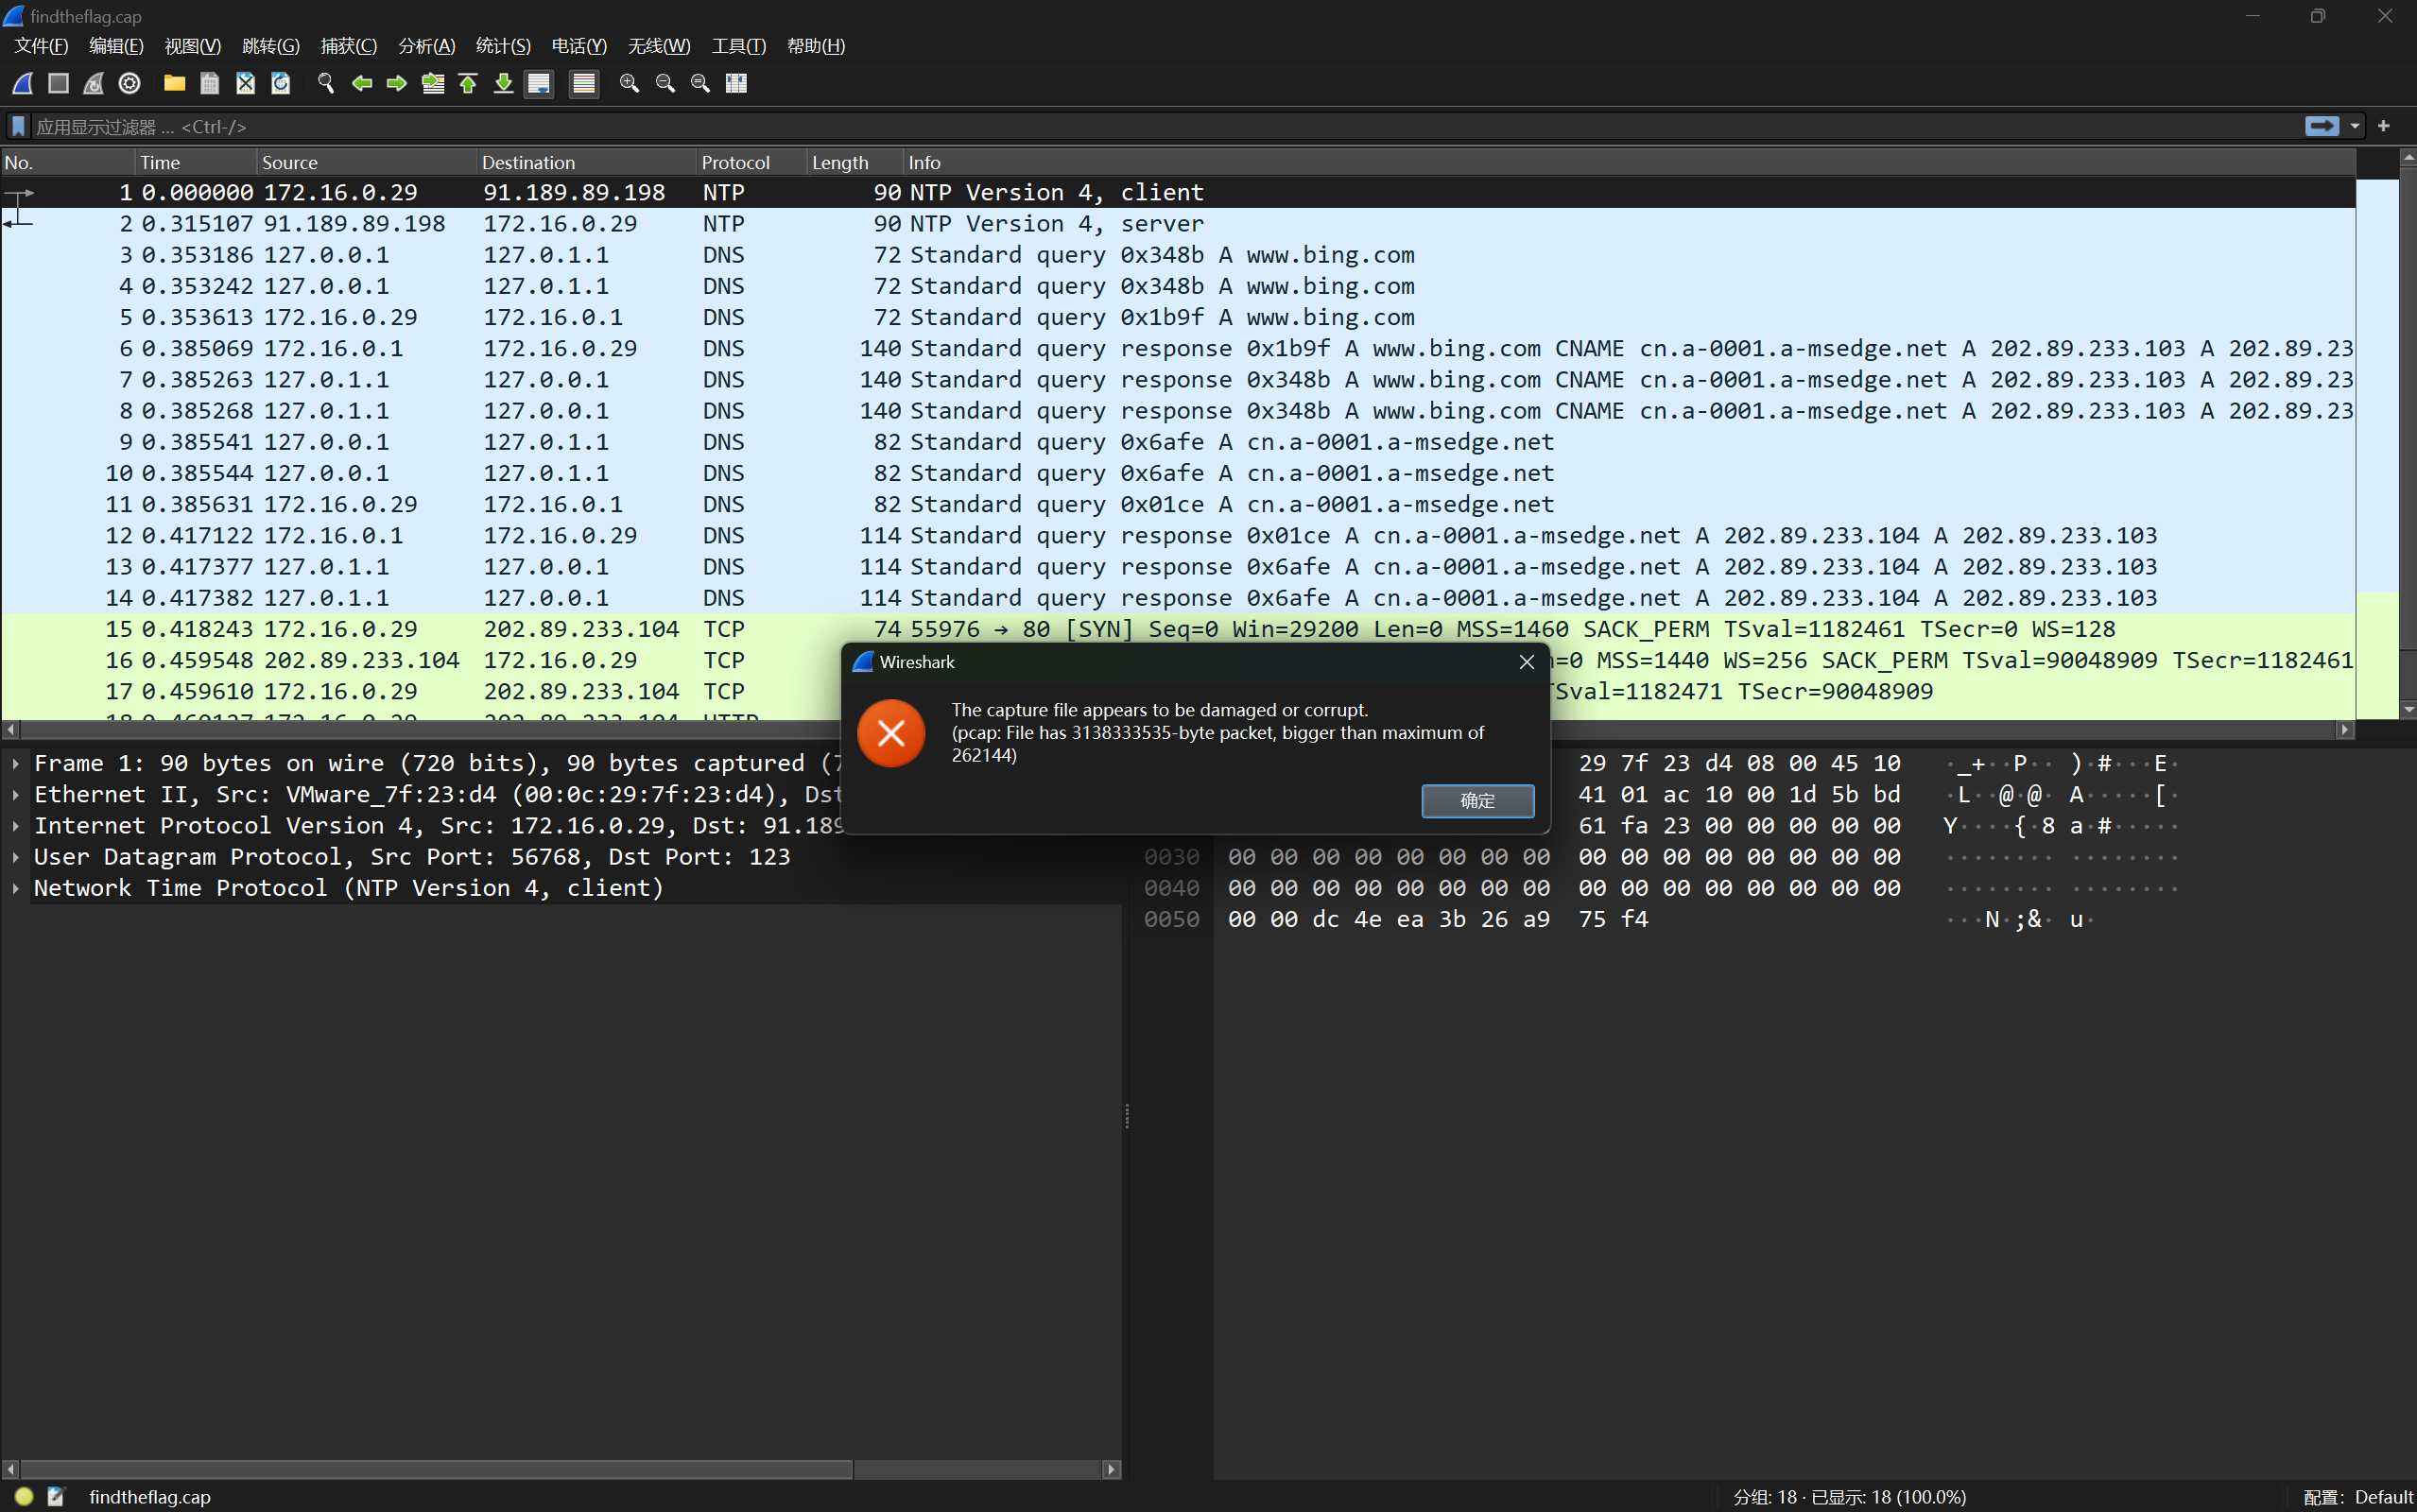 findtheflag.cap
文件(F) 编辑(E) 视图(V) 跳转(G) 捕获(C) 分析(A) 统计(S) 电话(Y) 无线(W) 工具(T) 帮助(H)
应用显示过滤器 … <Ctrl-/>
No. Time Source Destination Protocol Length Info
1 0.000000 172.16.0.29 91.189.89.198 NTP 90 NTP Version 4, client
2 0.315107 91.189.89.198 172.16.0.29 NTP 90 NTP Version 4, server
3 0.353186 127.0.0.1 127.0.1.1 DNS 72 Standard query 0x348b A www.bing.com
4 0.353242 127.0.0.1 127.0.1.1 DNS 72 Standard query 0x348b A www.bing.com
5 0.353613 172.16.0.29 172.16.0.1 DNS 72 Standard query 0x1b9f A www.bing.com
6 0.385069 172.16.0.1 172.16.0.29 DNS 140 Standard query response 0x1b9f A www.bing.com CNAME cn.a-0001.a-msedge.net A 202.89.233.103 A 202.89.23
7 0.385263 127.0.1.1 127.0.0.1 DNS 140 Standard query response 0x348b A www.bing.com CNAME cn.a-0001.a-msedge.net A 202.89.233.103 A 202.89.23
8 0.385268 127.0.1.1 127.0.0.1 DNS 140 Standard query response 0x348b A www.bing.com CNAME cn.a-0001.a-msedge.net A 202.89.233.103 A 202.89.23
9 0.385541 127.0.0.1 127.0.1.1 DNS 82 Standard query 0x6afe A cn.a-0001.a-msedge.net
10 0.385544 127.0.0.1 127.0.1.1 DNS 82 Standard query 0x6afe A cn.a-0001.a-msedge.net
11 0.385631 172.16.0.29 172.16.0.1 DNS 82 Standard query 0x01ce A cn.a-0001.a-msedge.net
12 0.417122 172.16.0.1 172.16.0.29 DNS 114 Standard query response 0x01ce A cn.a-0001.a-msedge.net A 202.89.233.104 A 202.89.233.103
13 0.417377 127.0.1.1 127.0.0.1 DNS 114 Standard query response 0x6afe A cn.a-0001.a-msedge.net A 202.89.233.104 A 202.89.233.103
14 0.417382 127.0.1.1 127.0.0.1 DNS 114 Standard query response 0x6afe A cn.a-0001.a-msedge.net A 202.89.233.104 A 202.89.233.103
15 0.418243 172.16.0.29 202.89.233.104 TCP 74 55976 → 80 [SYN] Seq=0 Win=29200 Len=0 MSS=1460 SACK_PERM TSval=1182461 TSecr=0 WS=128
16 0.459548 202.89.233.104 172.16.0.29 TCP =0 MSS=1440 WS=256 SACK_PERM TSval=90048909 TSecr=1182461
17 0.459610 172.16.0.29 202.89.233.104 TCP TSval=1182471 TSecr=90048909
Wireshark
The capture file appears to be damaged or corrupt.
(pcap: File has 3138333535-byte packet, bigger than maximum of
262144)
确定
Frame 1: 90 bytes on wire (720 bits), 90 bytes captured (7
Ethernet II, Src: VMware_7f:23:d4 (00:0c:29:7f:23:d4), Dst
Internet Protocol Version 4, Src: 172.16.0.29, Dst: 91.189
User Datagram Protocol, Src Port: 56768, Dst Port: 123
Network Time Protocol (NTP Version 4, client)
29 7f 23 d4 08 00 45 10 ·_+··P·· )·#···E·
41 01 ac 10 00 1d 5b bd ·L··@·@· A·····[·
61 fa 23 00 00 00 00 00 Y····{·8 a·#·····
0030 00 00 00 00 00 00 00 00 00 00 00 00 00 00 00 00 ········ ········
0040 00 00 00 00 00 00 00 00 00 00 00 00 00 00 00 00 ········ ········
0050 00 00 dc 4e ea 3b 26 a9 75 f4 ···N·;&· u·
findtheflag.cap
分组: 18 · 已显示: 18 (100.0%)
配置: Default